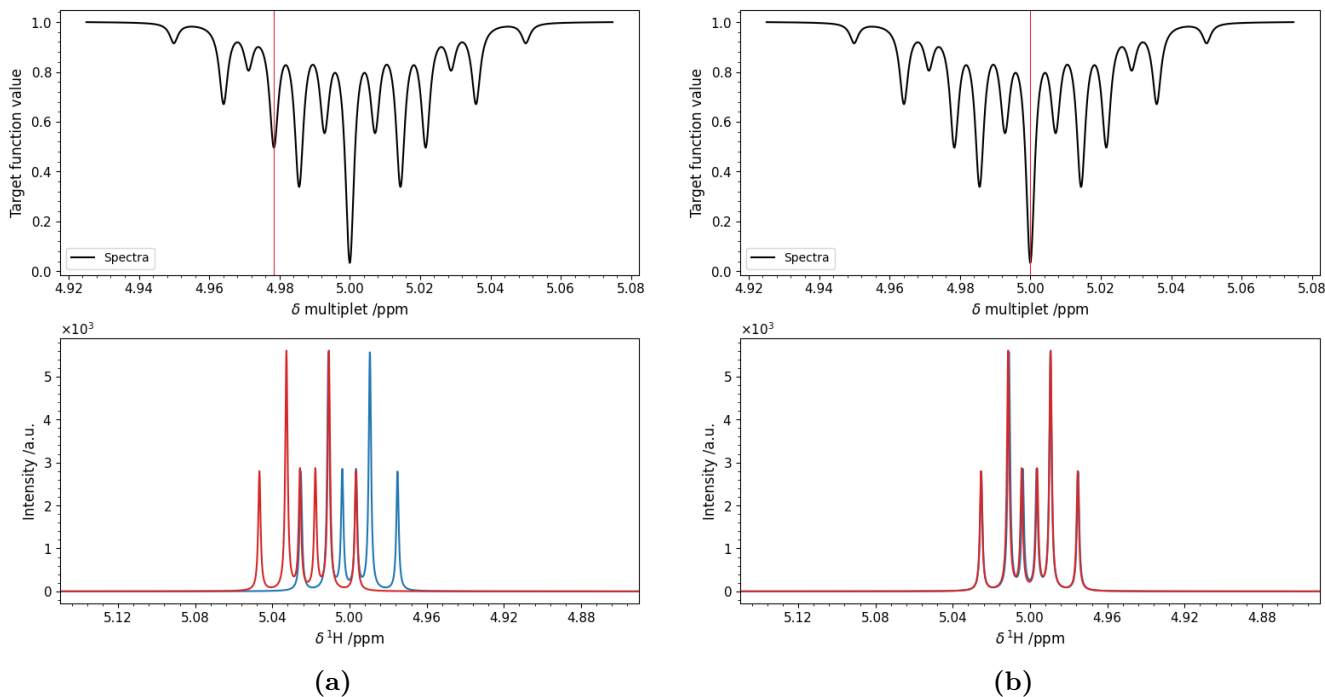 1.0
0.8
0.6
0.4
0.2
0.0
Target function value
Spectra
4.92 4.94 4.96 4.98 5.00 5.02 5.04 5.06 5.08
δ multiplet /ppm
1.0
0.8
0.6
0.4
0.2
0.0
Target function value
Spectra
4.92 4.94 4.96 4.98 5.00 5.02 5.04 5.06 5.08
δ multiplet /ppm
×10³
5
4
3
2
1
0
Intensity /a.u.
5.12 5.08 5.04 5.00 4.96 4.92 4.88
δ ¹H /ppm
(a)
×10³
5
4
3
2
1
0
Intensity /a.u.
5.12 5.08 5.04 5.00 4.96 4.92 4.88
δ ¹H /ppm
(b)